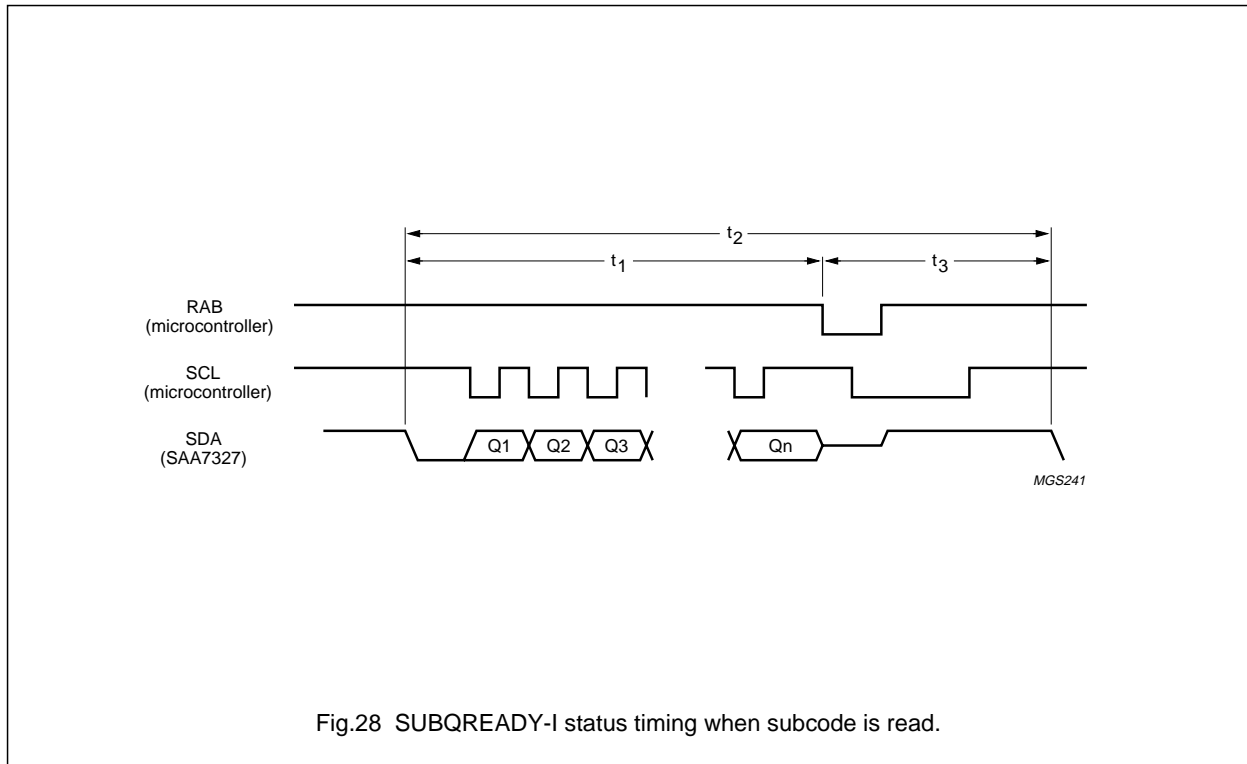 t2
t1
t3
RAB
(microcontroller)
SCL
(microcontroller)
SDA
(SAA7327)
Q1
Q2
Q3
Qn
MGS241
Fig.28 SUBQREADY-I status timing when subcode is read.